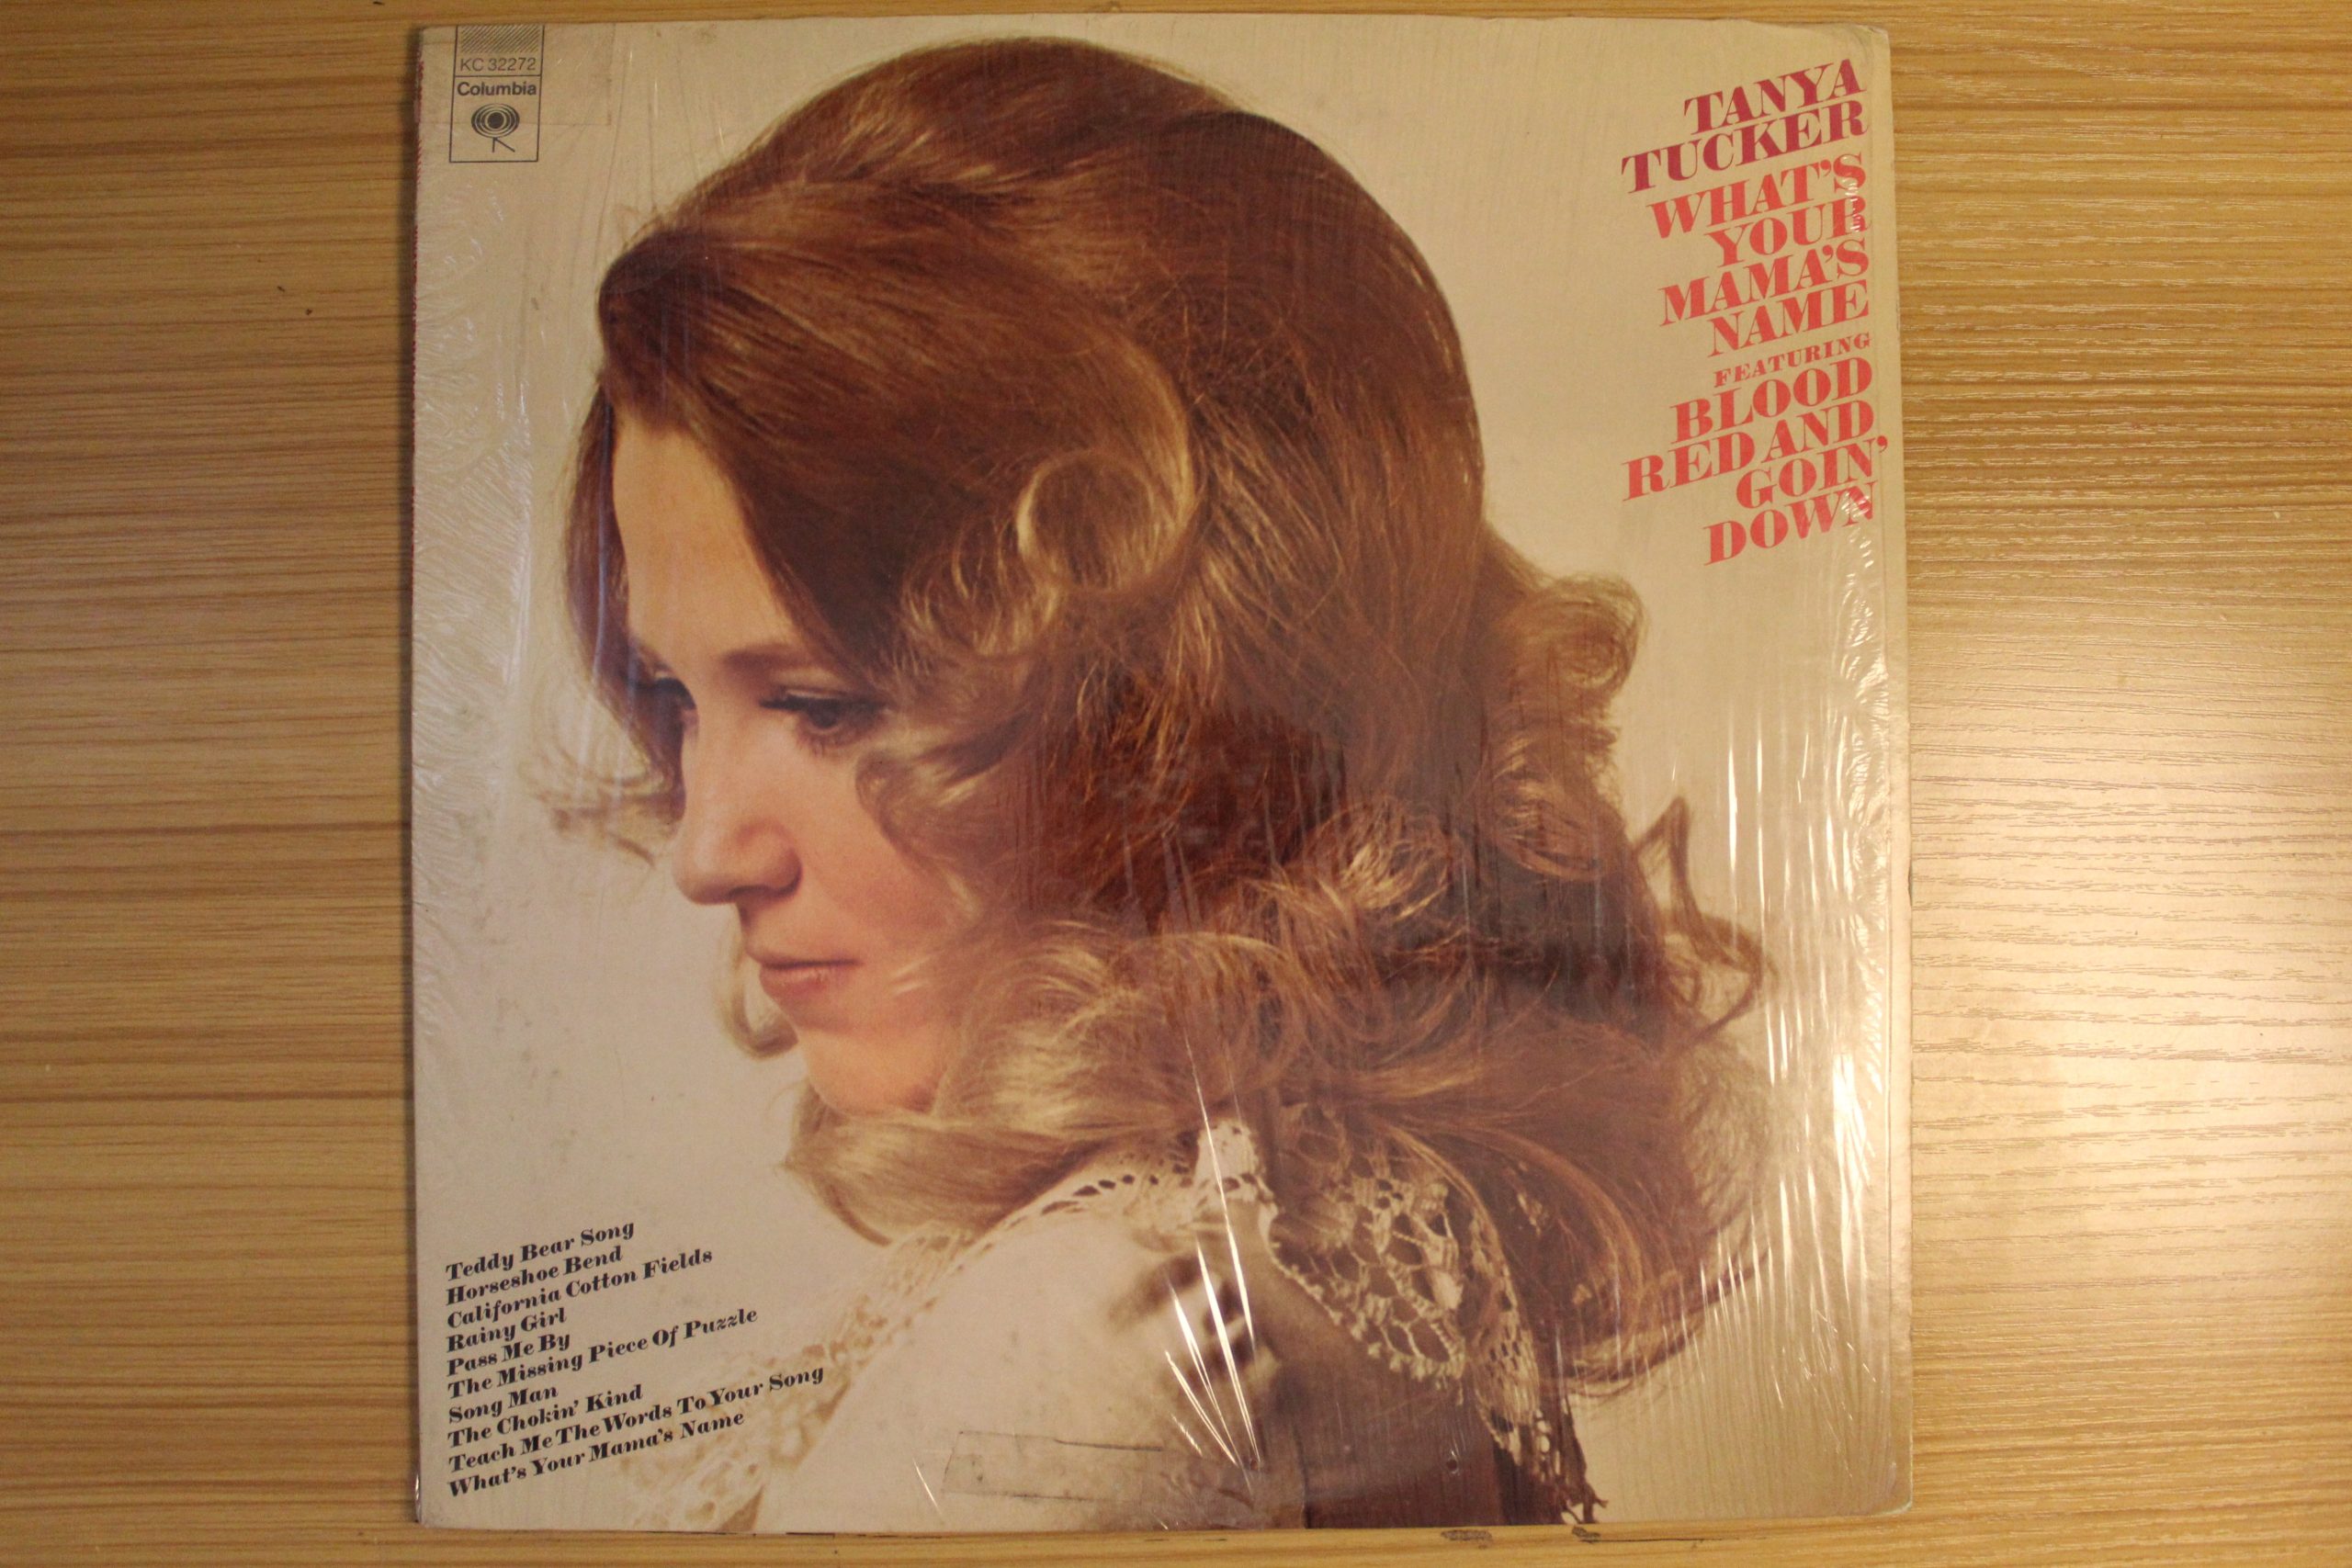 KC 32272
Columbia
TANYA
TUCKER
WHAT'S
YOUR
MAMA'S
NAME
FEATURING
BLOOD
RED AND
GOIN'
DOWN
Teddy Bear Song
Horseshoe Bend
California Cotton Fields
Rainy Girl
Pass Me By
The Missing Piece Of Puzzle
Song Man
The Chokin' Kind
Teach Me The Words To Your Song
What's Your Mama's Name